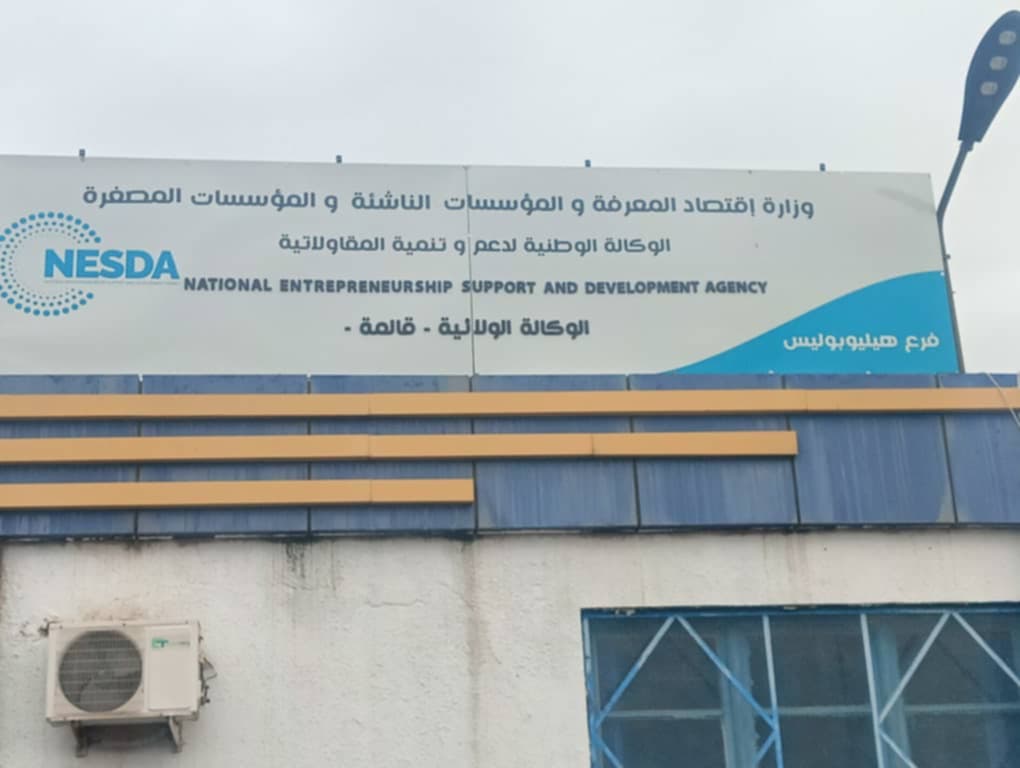 وزارة إقتصاد المعرفة و المؤسسات الناشئة و المؤسسات المصغرة
الوكالة الوطنية لدعم و تنمية المقاولاتية
NESDA
NATIONAL ENTREPRENEURSHIP SUPPORT AND DEVELOPMENT AGENCY
الوكالة الولائية - قالمة -
فرع هيليوبوليس